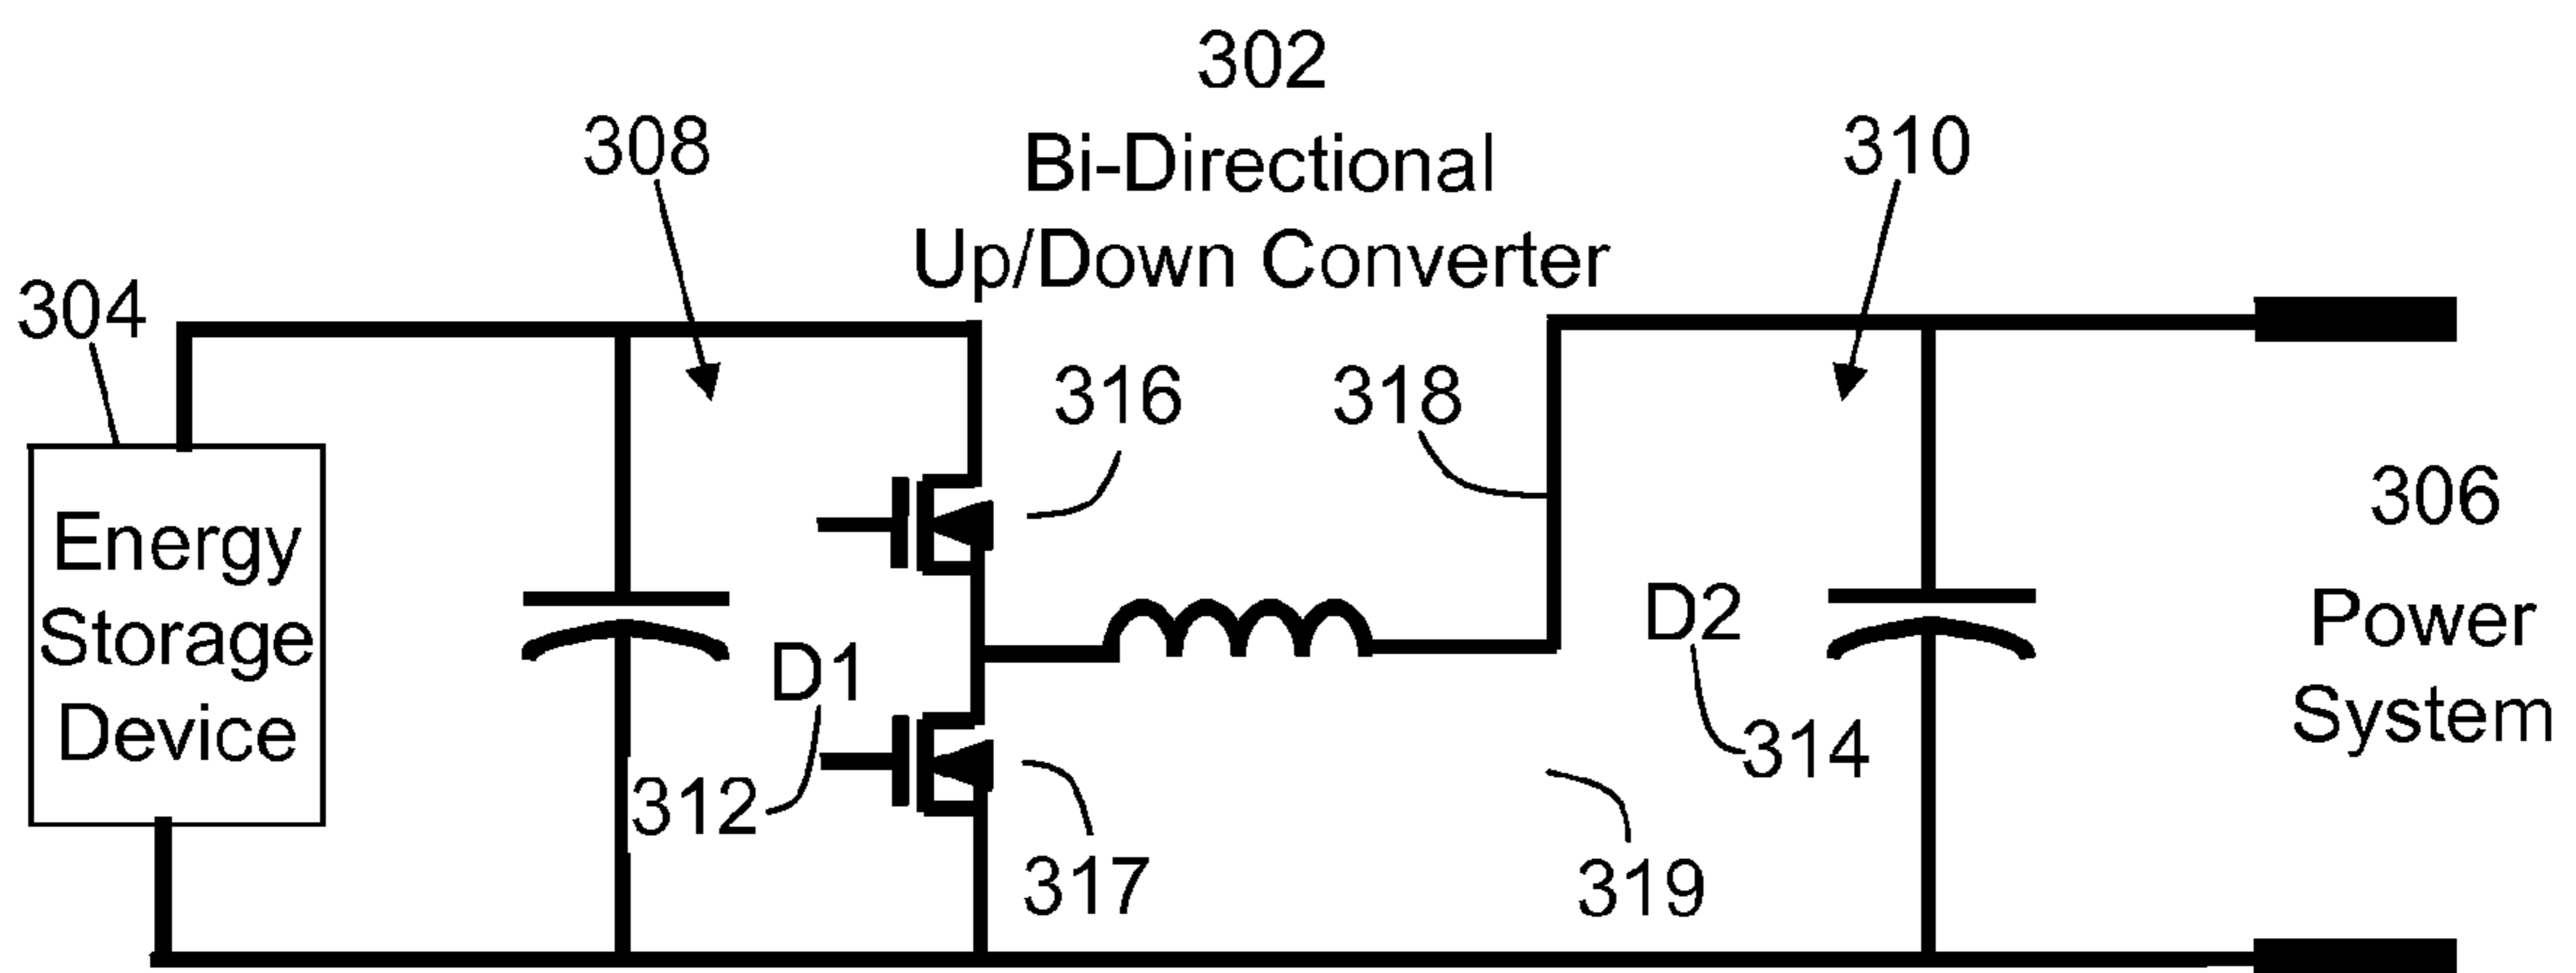 302
Bi-Directional
Up/Down Converter
308
310
304
316
318
306
Power
System
Energy
Storage
Device
D1
312
D2
314
317
319